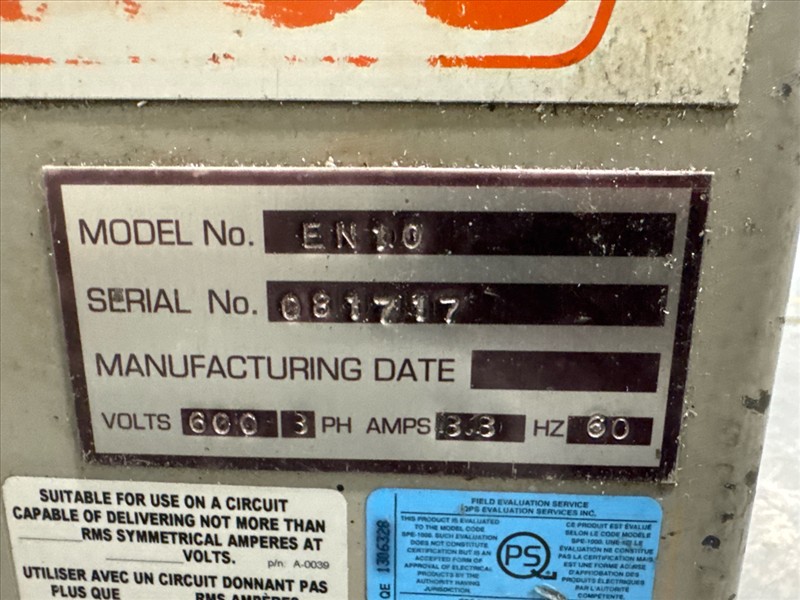 MODEL No. EN10
SERIAL No. 081717
MANUFACTURING DATE
VOLTS 600 3 PH AMPS 3.3 HZ 60
SUITABLE FOR USE ON A CIRCUIT
CAPABLE OF DELIVERING NOT MORE THAN
RMS SYMMETRICAL AMPERES AT
VOLTS.
p/n: A-0039
UTILISER AVEC UN CIRCUIT DONNANT PAS
PLUS QUE RMS AMPÈRES
FIELD EVALUATION SERVICE
QPS EVALUATION SERVICES INC.
THIS PRODUCT IS EVALUATED
TO THE MODEL CODE
SPE-1000. SUCH EVALUATION
DOES NOT CONSTITUTE
CERTIFICATION BUT IS AN
ACCEPTED FORM OF
APPROVAL OF ELECTRICAL
PRODUCTS BY THE
AUTHORITY HAVING
JURISDICTION.
QPS
CE PRODUIT EST ÉVALUÉ
SELON LE CODE MODÈLE
SPE-1000. UNE TELLE
ÉVALUATION NE CONSTITUE
PAS LA CERTIFICATION MAIS
EST UNE FORME ADMISE
D'APPROBATION DES
PRODUITS ÉLECTRIQUES
PAR L'AUTORITÉ
COMPÉTENTE.
QE 1306328